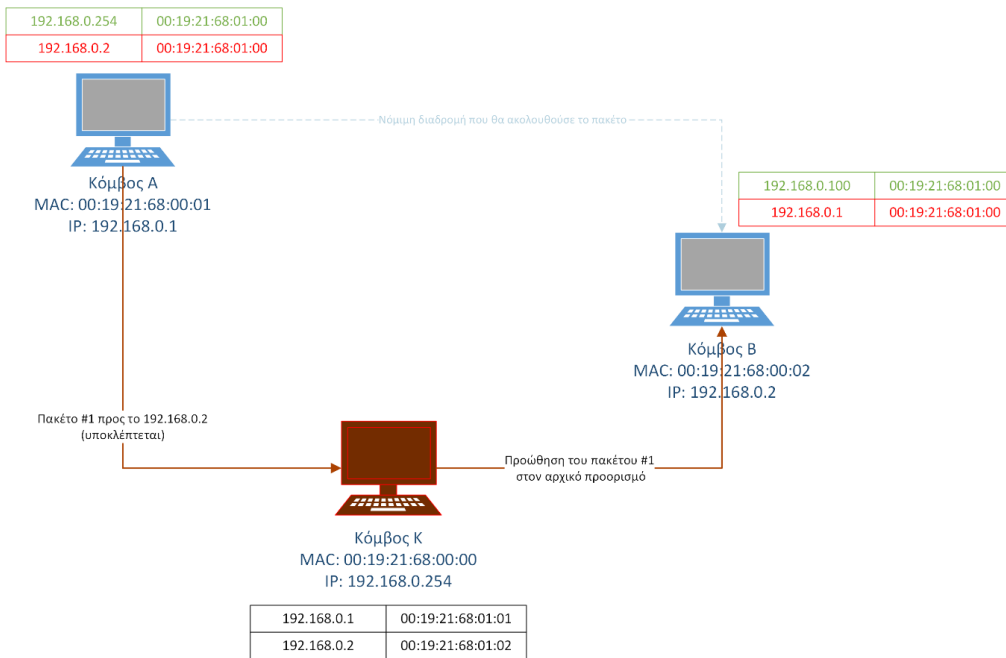 192.168.0.254 00:19:21:68:01:00
192.168.0.2 00:19:21:68:01:00
Νόμιμη διαδρομή που θα ακολουθούσε το πακέτο
Κόμβος Α
MAC: 00:19:21:68:00:01
IP: 192.168.0.1
192.168.0.100 00:19:21:68:01:00
192.168.0.1 00:19:21:68:01:00
Κόμβος Β
MAC: 00:19:21:68:00:02
IP: 192.168.0.2
Πακέτο #1 προς το 192.168.0.2
(υποκλέπτεται)
Προώθηση του πακέτου #1
στον αρχικό προορισμό
Κόμβος Κ
MAC: 00:19:21:68:00:00
IP: 192.168.0.254
192.168.0.1 00:19:21:68:01:01
192.168.0.2 00:19:21:68:01:02